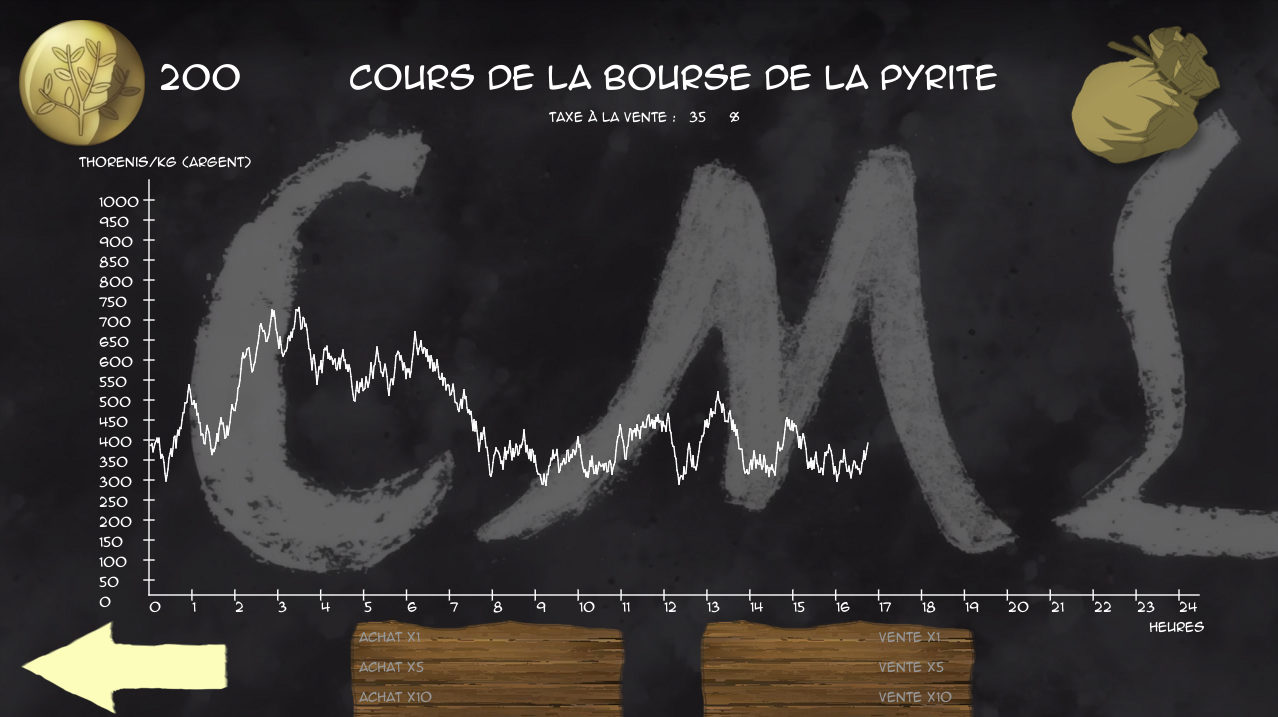 200
COURS DE LA BOURSE DE LA PYRITE
TAXE À LA VENTE : 35 %
THORENIS/KG (ARGENT)
1000
950
900
850
800
750
700
650
600
550
500
450
400
350
300
250
200
150
100
50
0
0 1 2 3 4 5 6 7 8 9 10 11 12 13 14 15 16 17 18 19 20 21 22 23 24
HEURES
ACHAT X1
ACHAT X5
ACHAT X10
VENTE X1
VENTE X5
VENTE X10